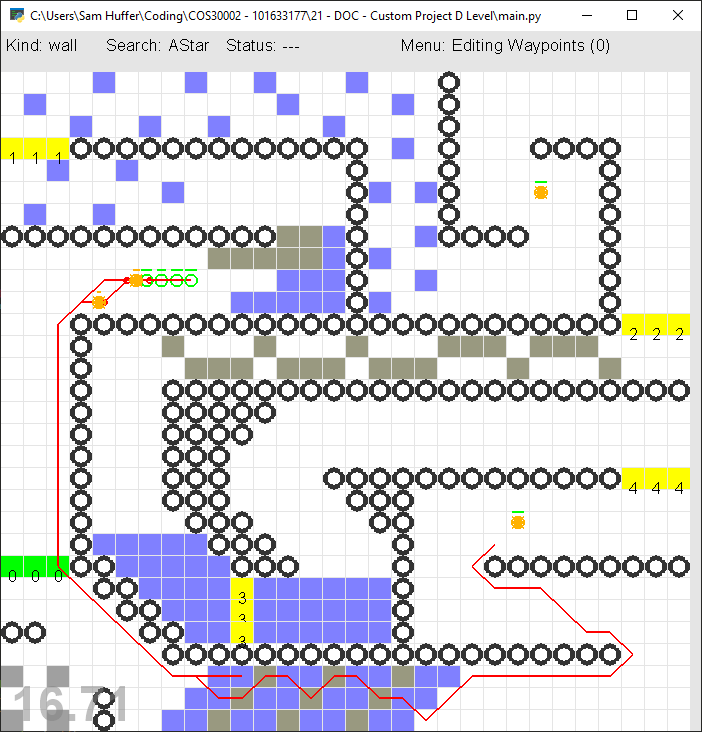 C:\Users\Sam Huffer\Coding\COS30002 - 101633177\21 - DOC - Custom Project D Level\main.py
Kind: wall Search: AStar Status: --- Menu: Editing Waypoints (0)
1 1 1
2 2 2
4 4 4
0 0 0
3
3
3
16.71